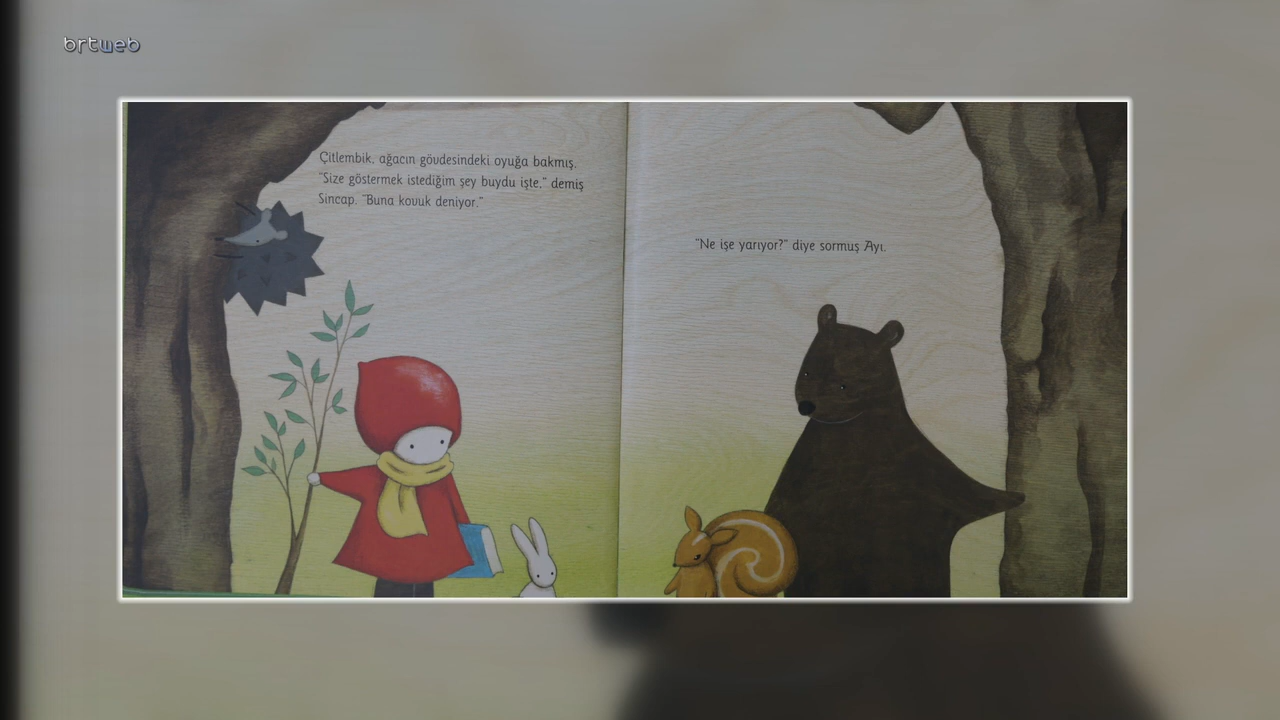 brtweb
Çitlembik, ağacın gövdesindeki oyuğa bakmış.
"Size göstermek istediğim şey buydu işte," demiş
Sincap. "Buna kovuk deniyor."
"Ne işe yarıyor?" diye sormuş Ayı.